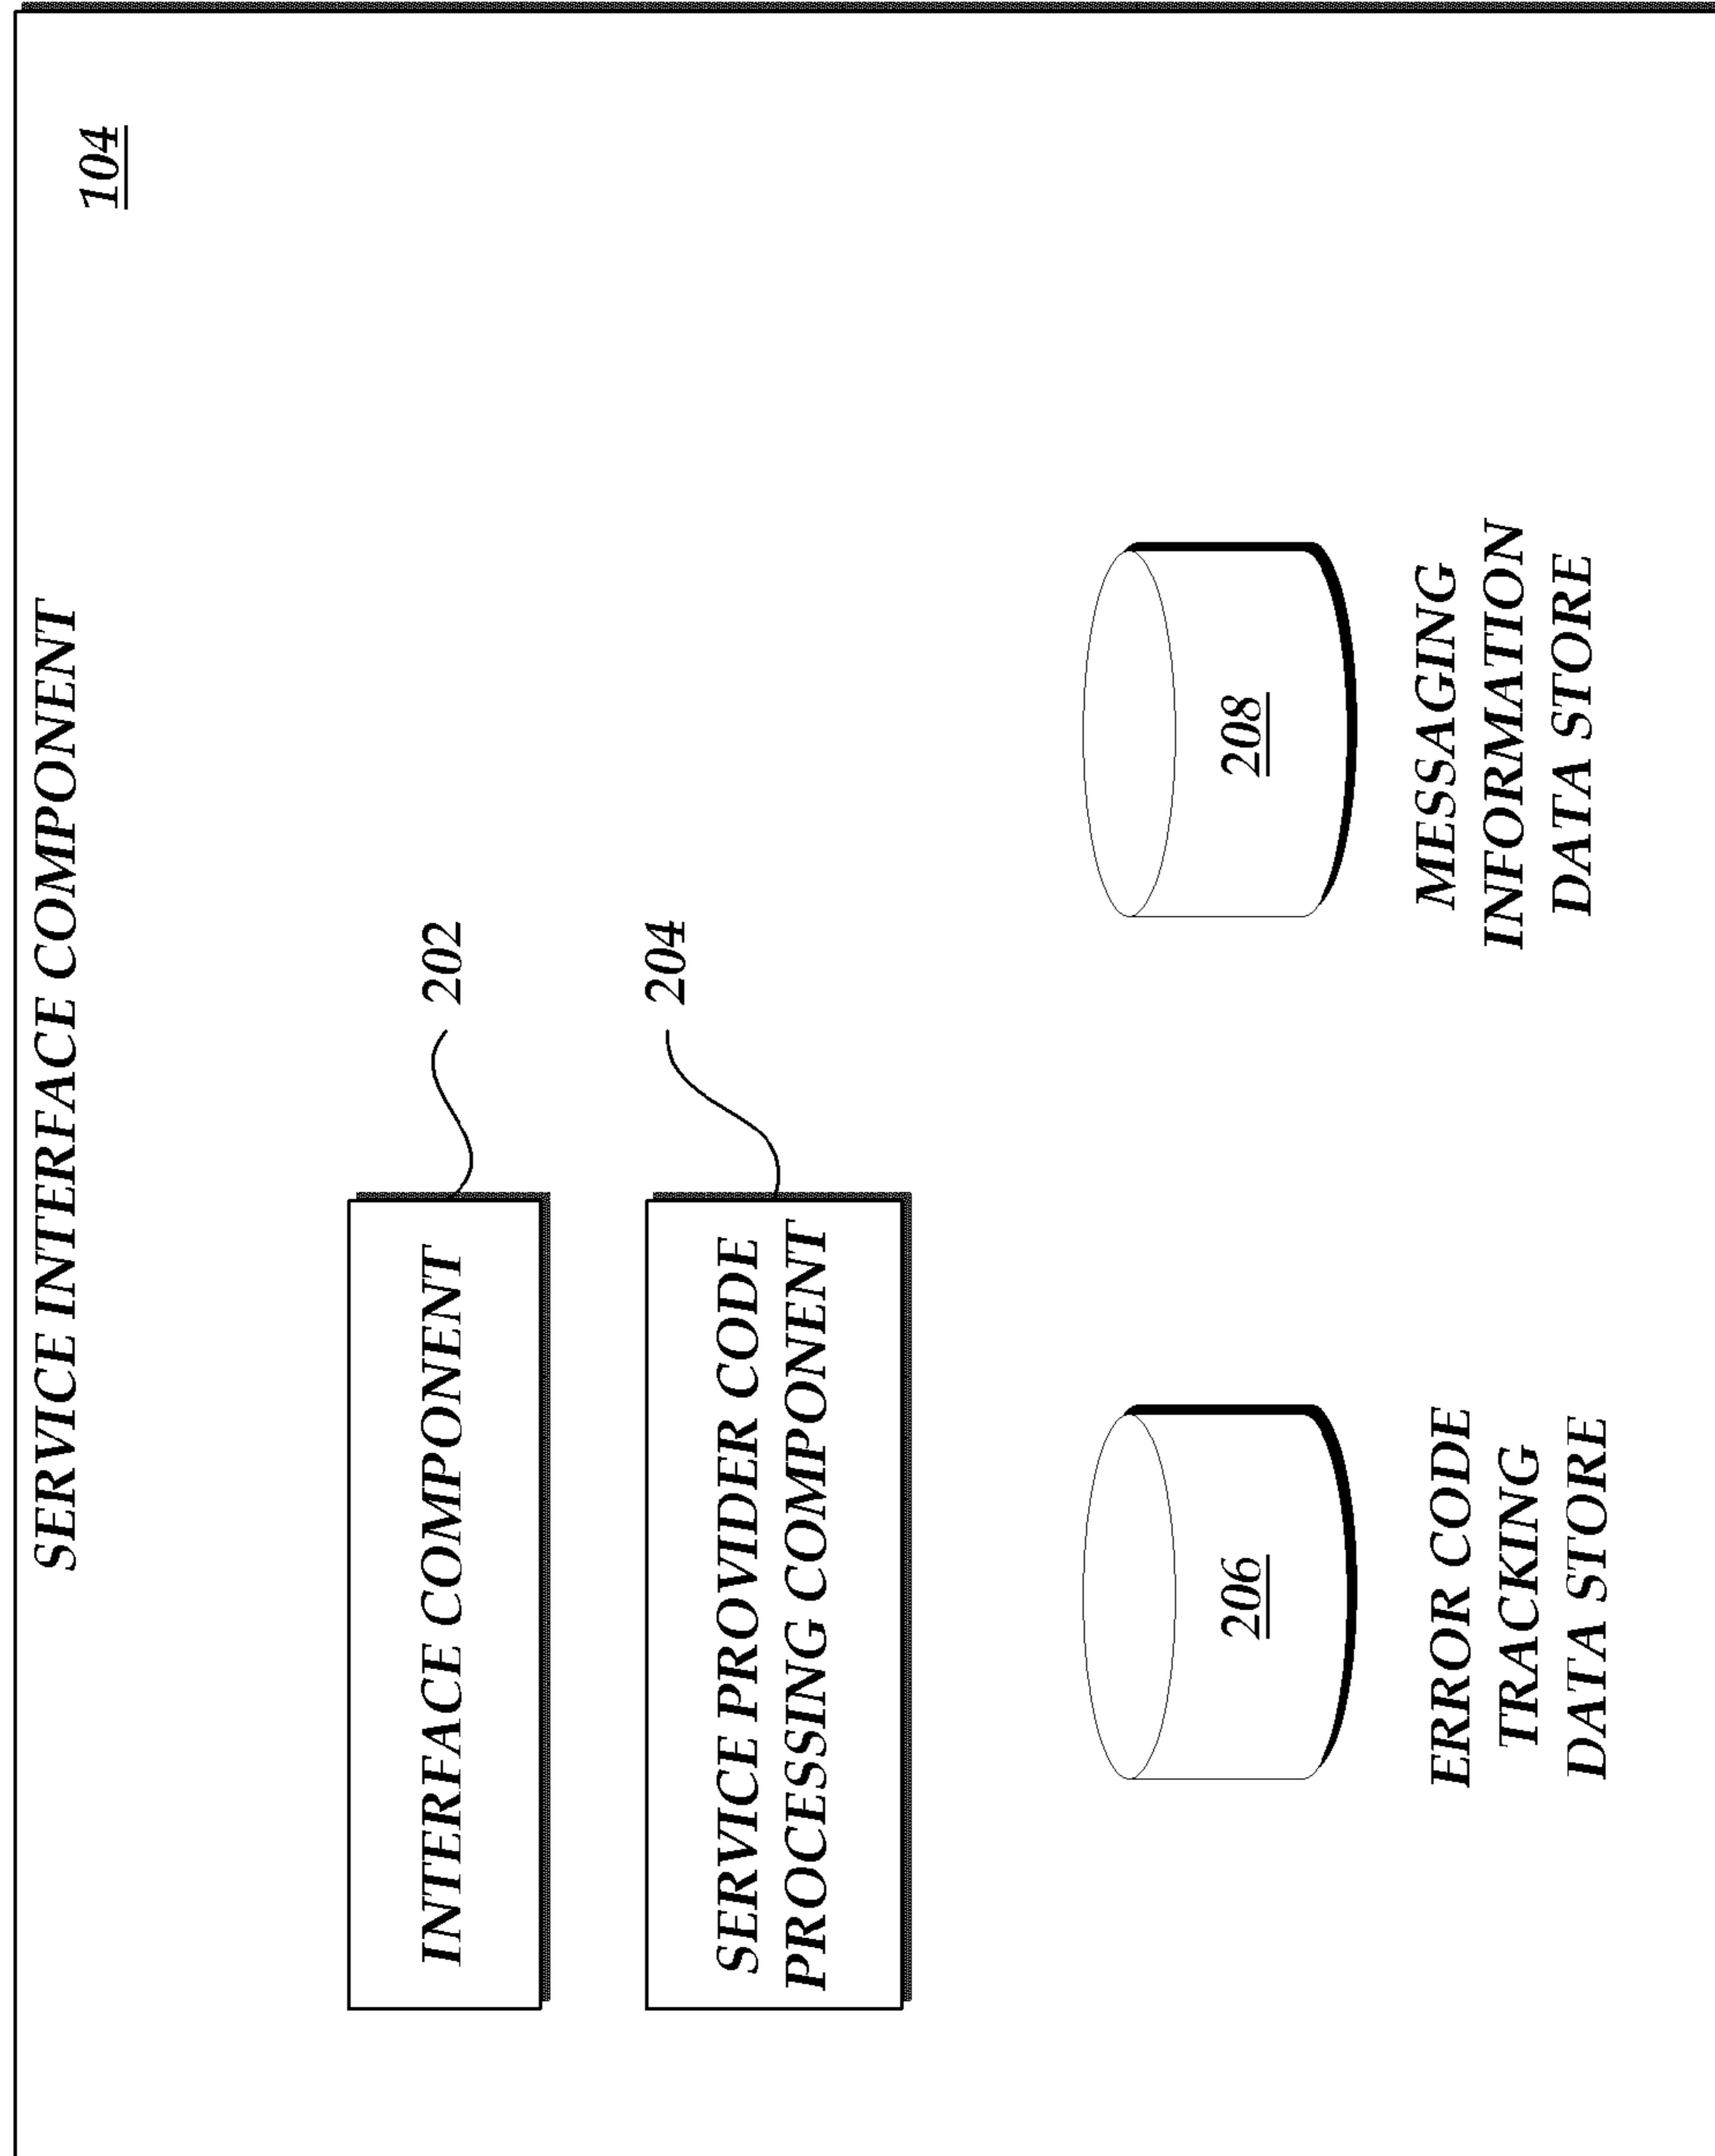 SERVICE INTERFACE COMPONENT
104
INTERFACE COMPONENT
202
SERVICE PROVIDER CODE
PROCESSING COMPONENT
204
206
ERROR CODE
TRACKING
DATA STORE
208
MESSAGING
INFORMATION
DATA STORE